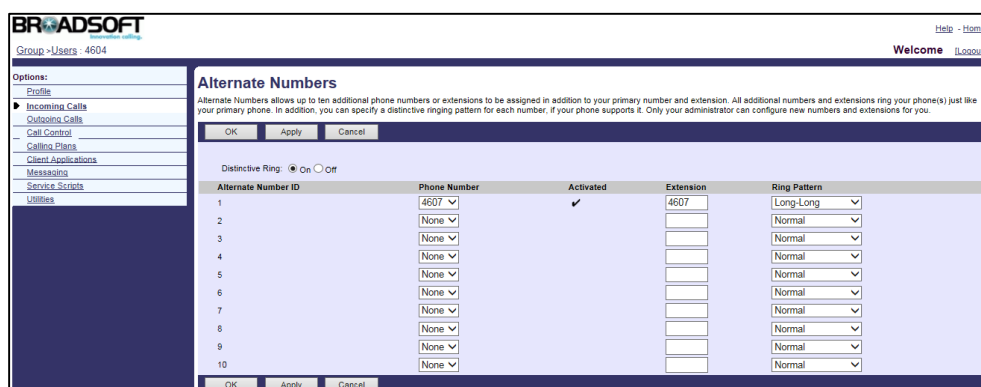 BROADSOFT
innovation calling.
Help - Hom
Group >Users : 4604
Welcome [Logou
Options:
Profile
Incoming Calls
Outgoing Calls
Call Control
Calling Plans
Client Applications
Messaging
Service Scripts
Utilities
Alternate Numbers
Alternate Numbers allows up to ten additional phone numbers or extensions to be assigned in addition to your primary number and extension. All additional numbers and extensions ring your phone(s) just like
your primary phone. In addition, you can specify a distinctive ringing pattern for each number, if your phone supports it. Only your administrator can configure new numbers and extensions for you.
OK Apply Cancel
Distinctive Ring: On Off
Alternate Number ID Phone Number Activated Extension Ring Pattern
1 4607 ✔ 4607 Long-Long
2 None Normal
3 None Normal
4 None Normal
5 None Normal
6 None Normal
7 None Normal
8 None Normal
9 None Normal
10 None Normal
OK Apply Cancel